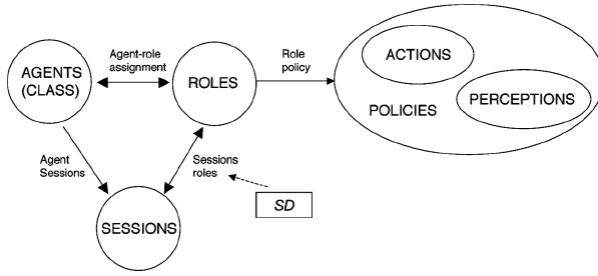 AGENTS
(CLASS)
Agent-role
assignment
ROLES
Role
policy
ACTIONS
POLICIES
PERCEPTIONS
Agent
Sessions
Sessions
roles
SD
SESSIONS